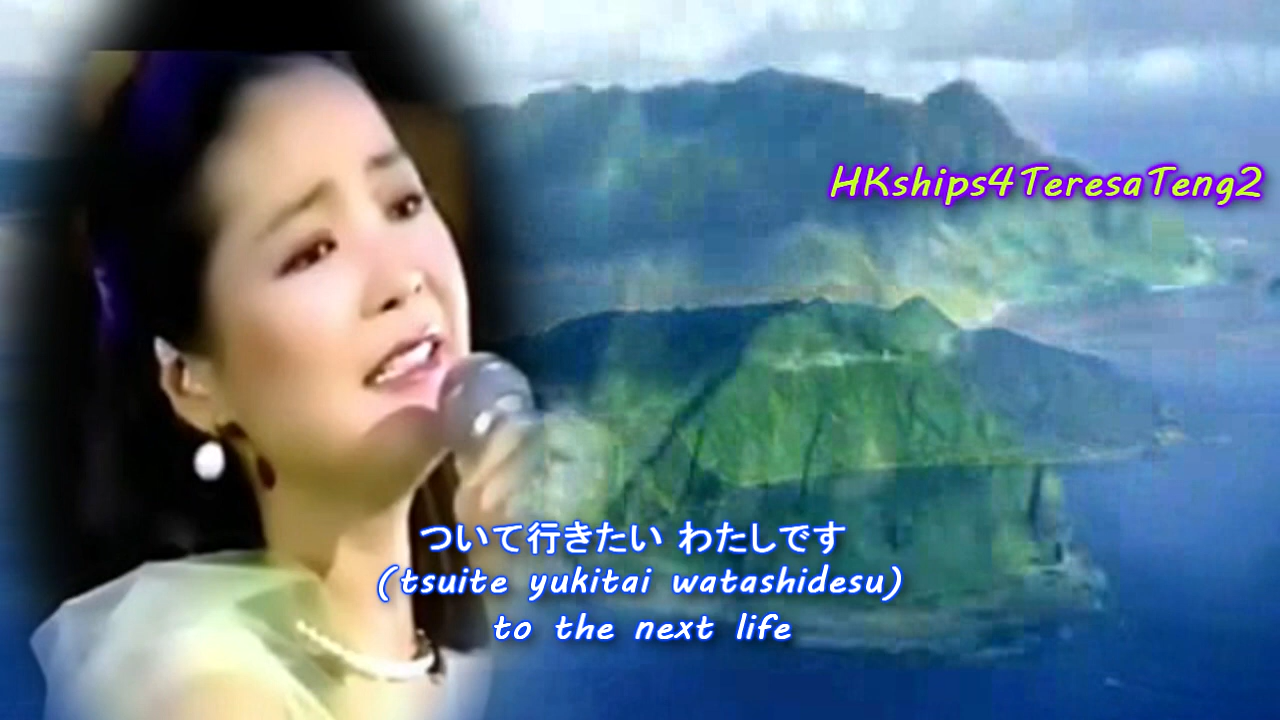 HKships4TeresaTeng2
ついて行きたい わたしです
(tsuite yukitai watashidesu)
to the next life